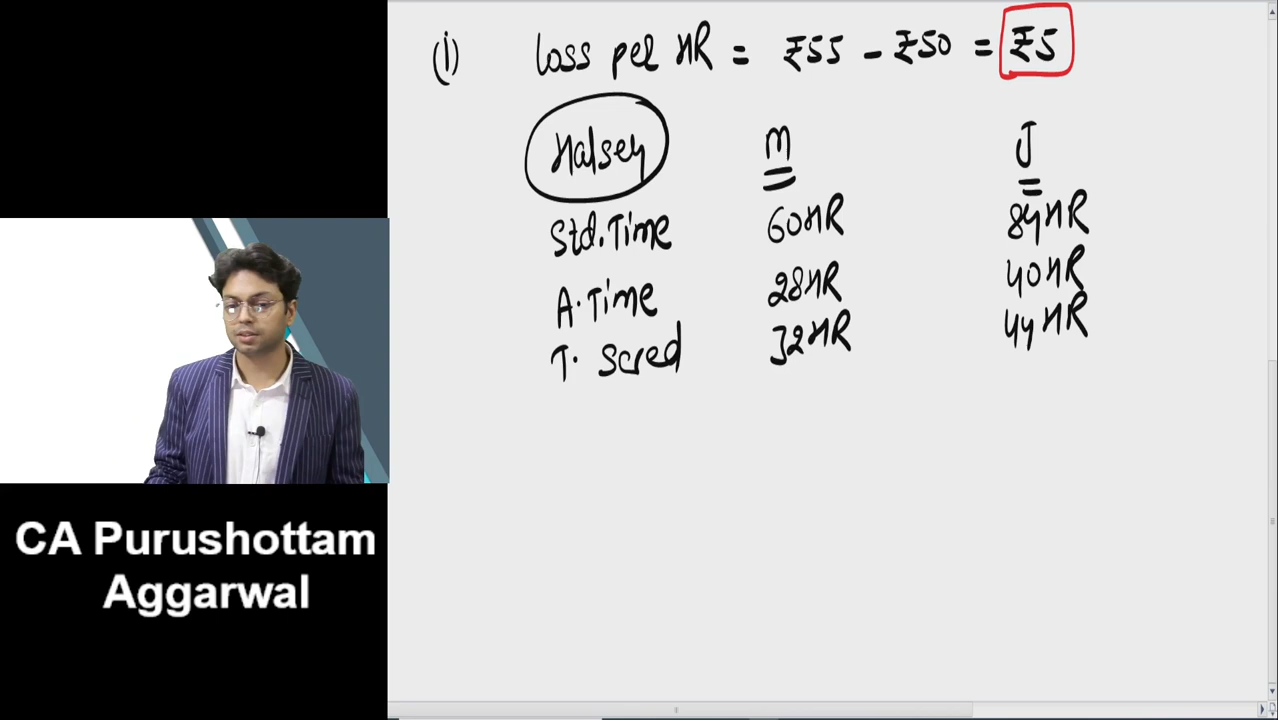 (i) Loss per HR = ₹55 - ₹50 = ₹5
Halsey M J
Std. Time 60HR 84HR
A. Time 28HR 40HR
T. Saved 32HR 44HR
CA Purushottam
Aggarwal